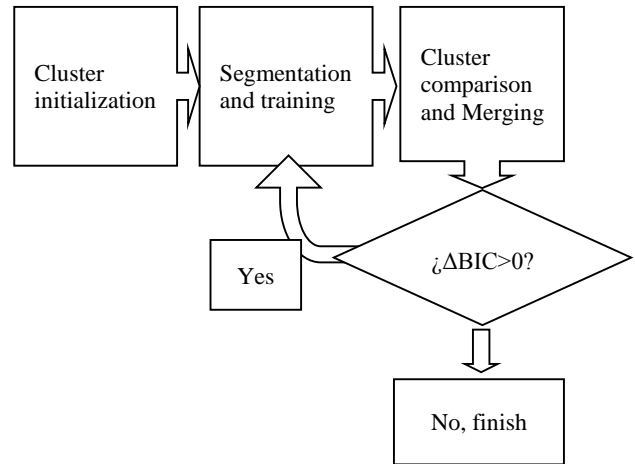 Cluster
initialization
Segmentation
and training
Cluster
comparison
and Merging
¿ΔBIC>0?
Yes
No, finish